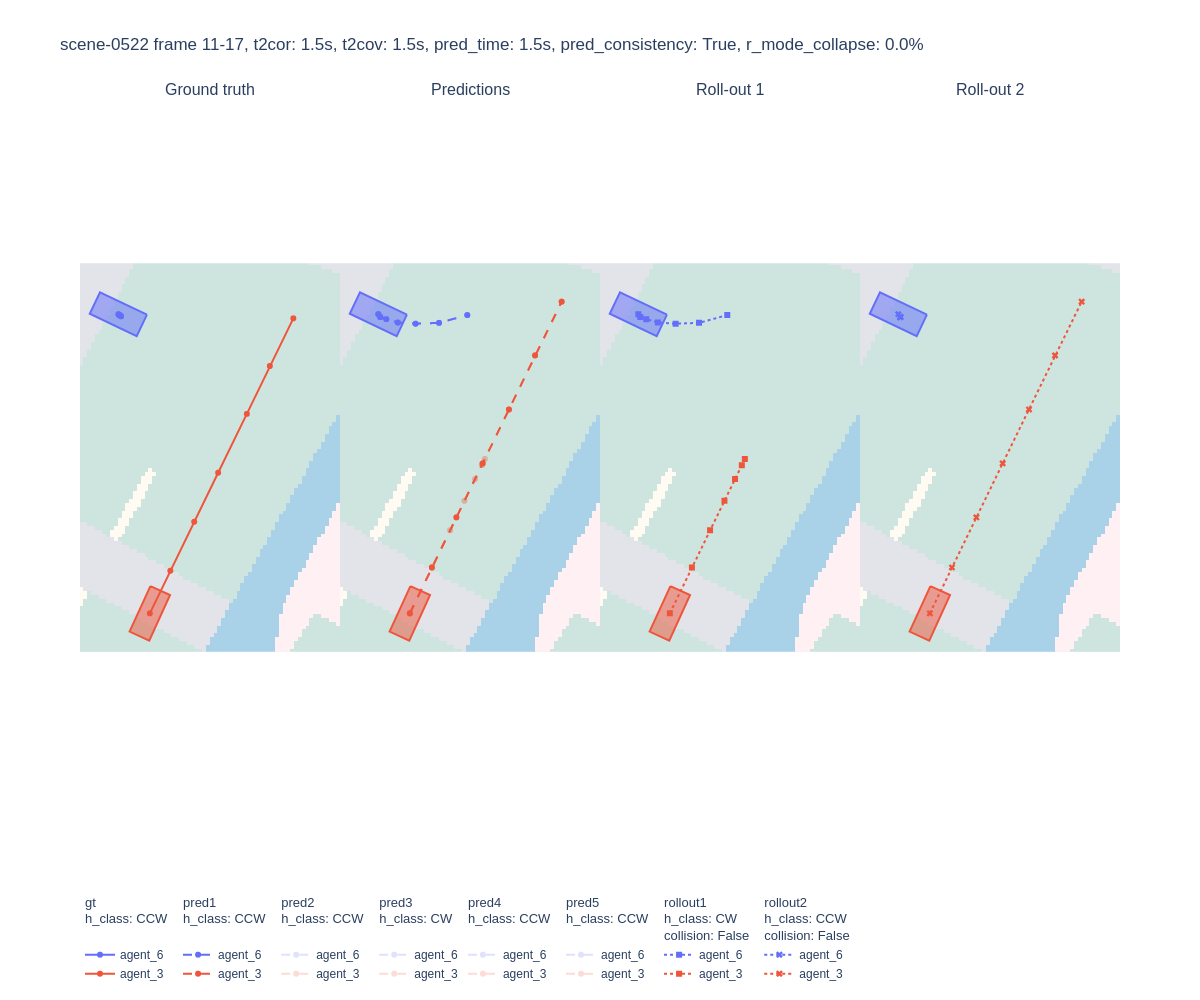 scene-0522 frame 11-17, t2cor: 1.5s, t2cov: 1.5s, pred_time: 1.5s, pred_consistency: True, r_mode_collapse: 0.0%
Ground truth Predictions Roll-out 1 Roll-out 2
gt pred1 pred2 pred3 pred4 pred5 rollout1 rollout2
h_class: CCW h_class: CCW h_class: CCW h_class: CW h_class: CCW h_class: CCW h_class: CW h_class: CCW
collision: False collision: False
agent_6 agent_6 agent_6 agent_6 agent_6 agent_6 agent_6 agent_6
agent_3 agent_3 agent_3 agent_3 agent_3 agent_3 agent_3 agent_3